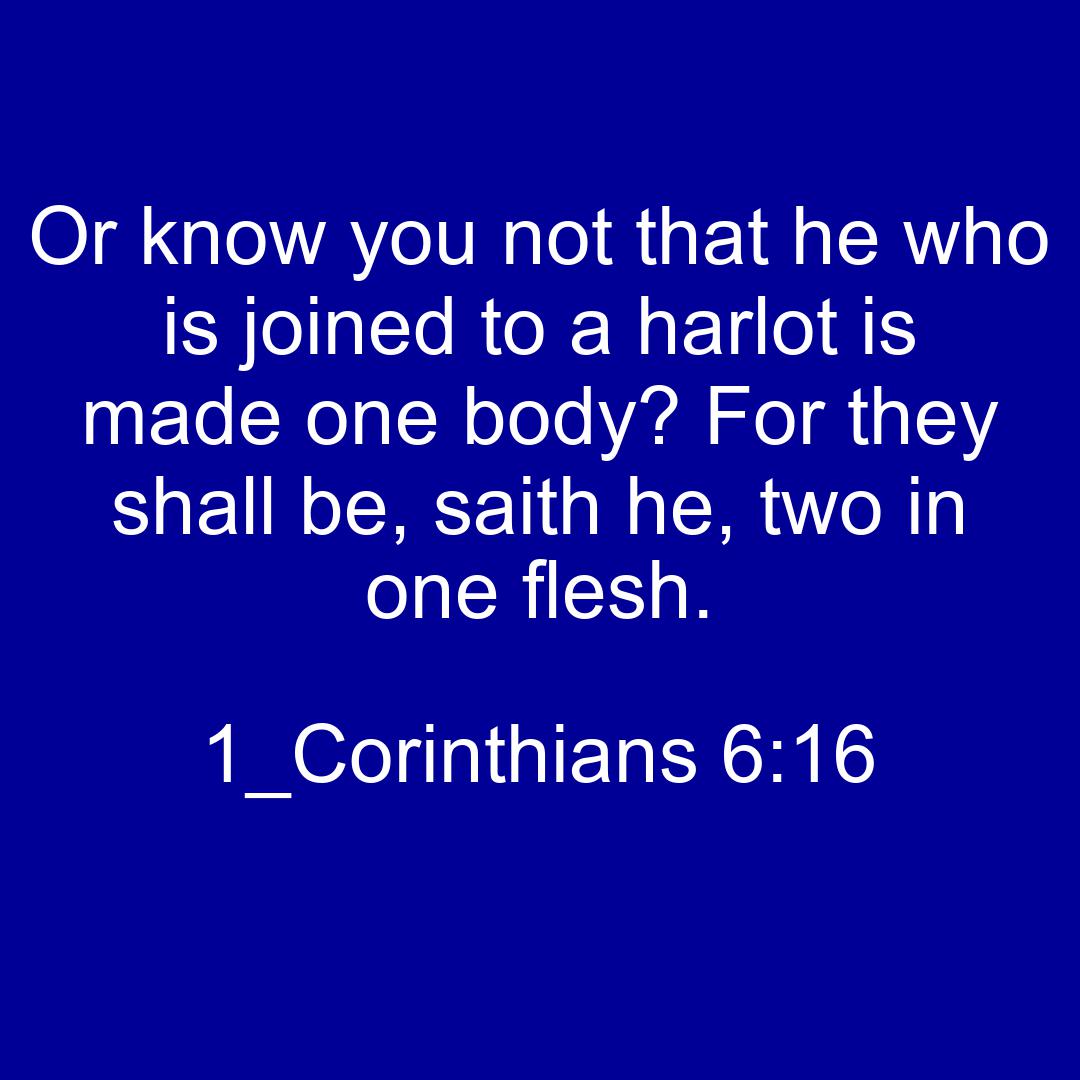 Or know you not that he who
is joined to a harlot is
made one body? For they
shall be, saith he, two in
one flesh.
1_Corinthians 6:16